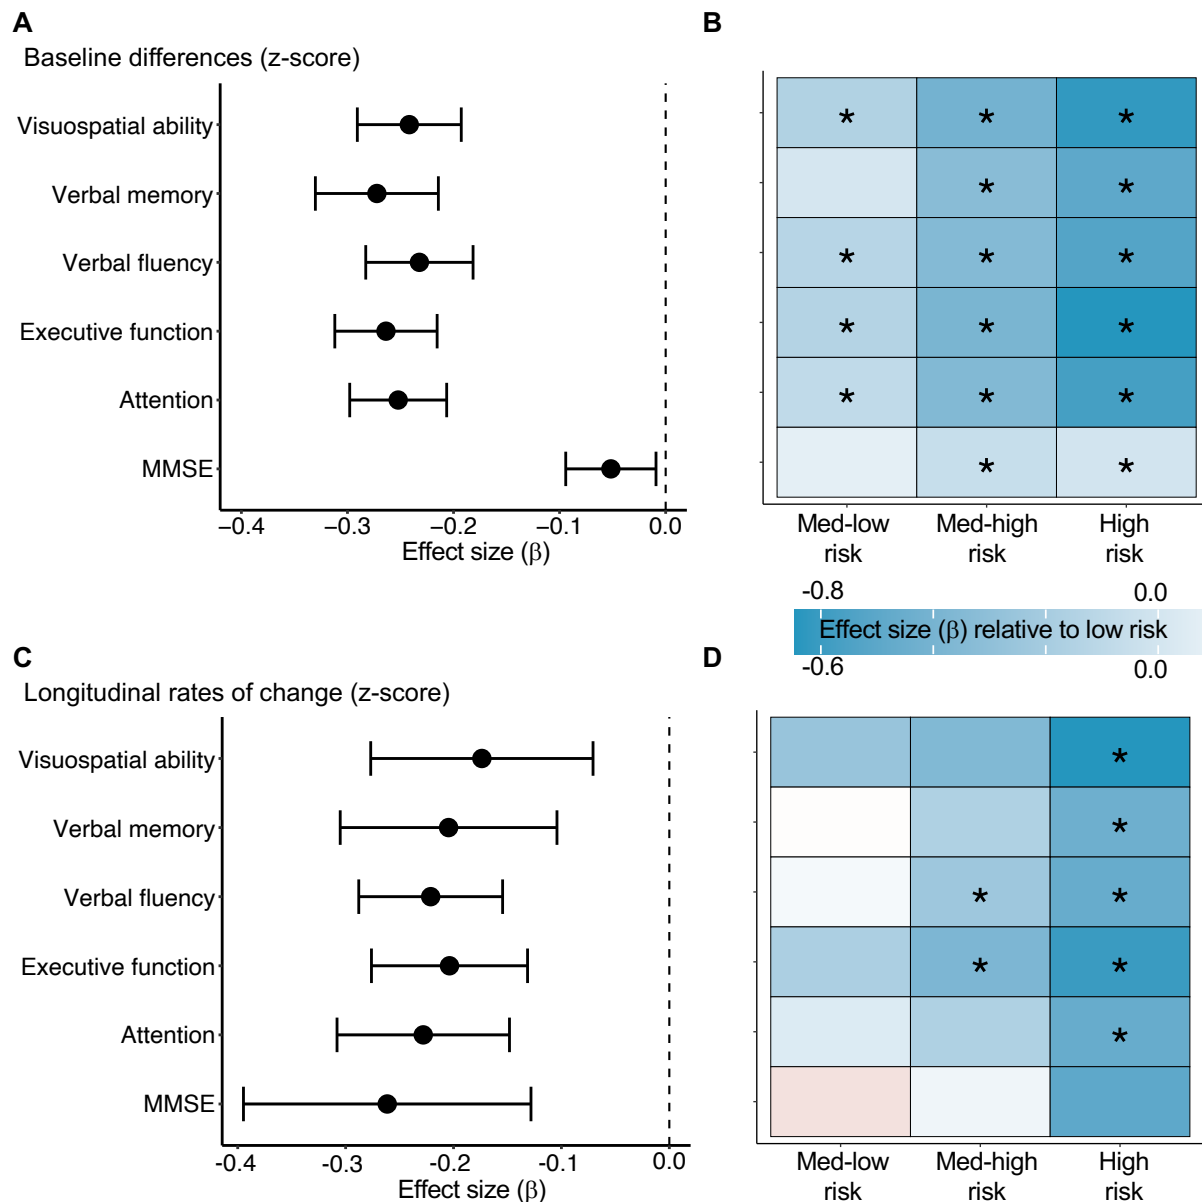 A
Baseline differences (z-score)
Visuospatial ability
Verbal memory
Verbal fluency
Executive function
Attention
MMSE
−0.4 −0.3 −0.2 −0.1 0.0
Effect size (β)
B
* * *
* *
* * *
* * *
* * *
* *
Med-low risk
Med-high risk
High risk
-0.8 0.0
Effect size (β) relative to low risk
-0.6 0.0
C
Longitudinal rates of change (z-score)
Visuospatial ability
Verbal memory
Verbal fluency
Executive function
Attention
MMSE
-0.4 -0.3 -0.2 -0.1 0.0
Effect size (β)
D
*
*
* *
* *
*
Med-low risk
Med-high risk
High risk